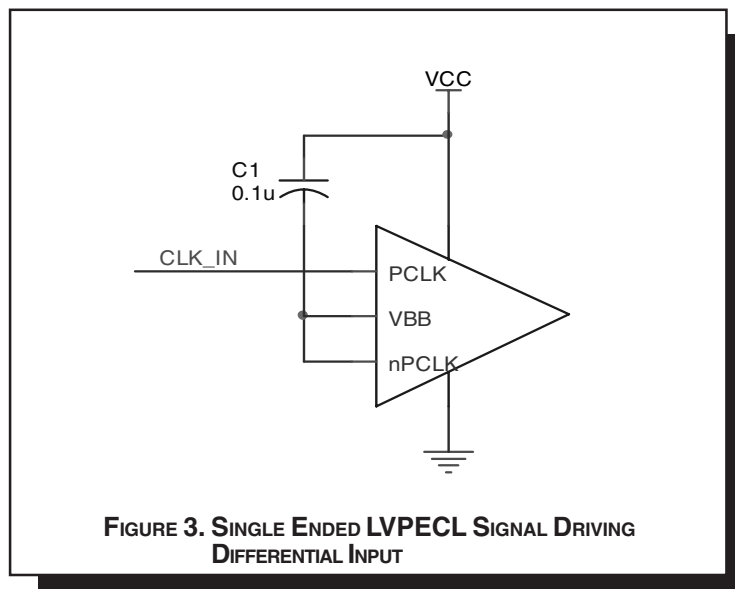 VCC
C1
0.1u
CLK_IN
PCLK
VBB
nPCLK
FIGURE 3. SINGLE ENDED LVPECL SIGNAL DRIVING
DIFFERENTIAL INPUT